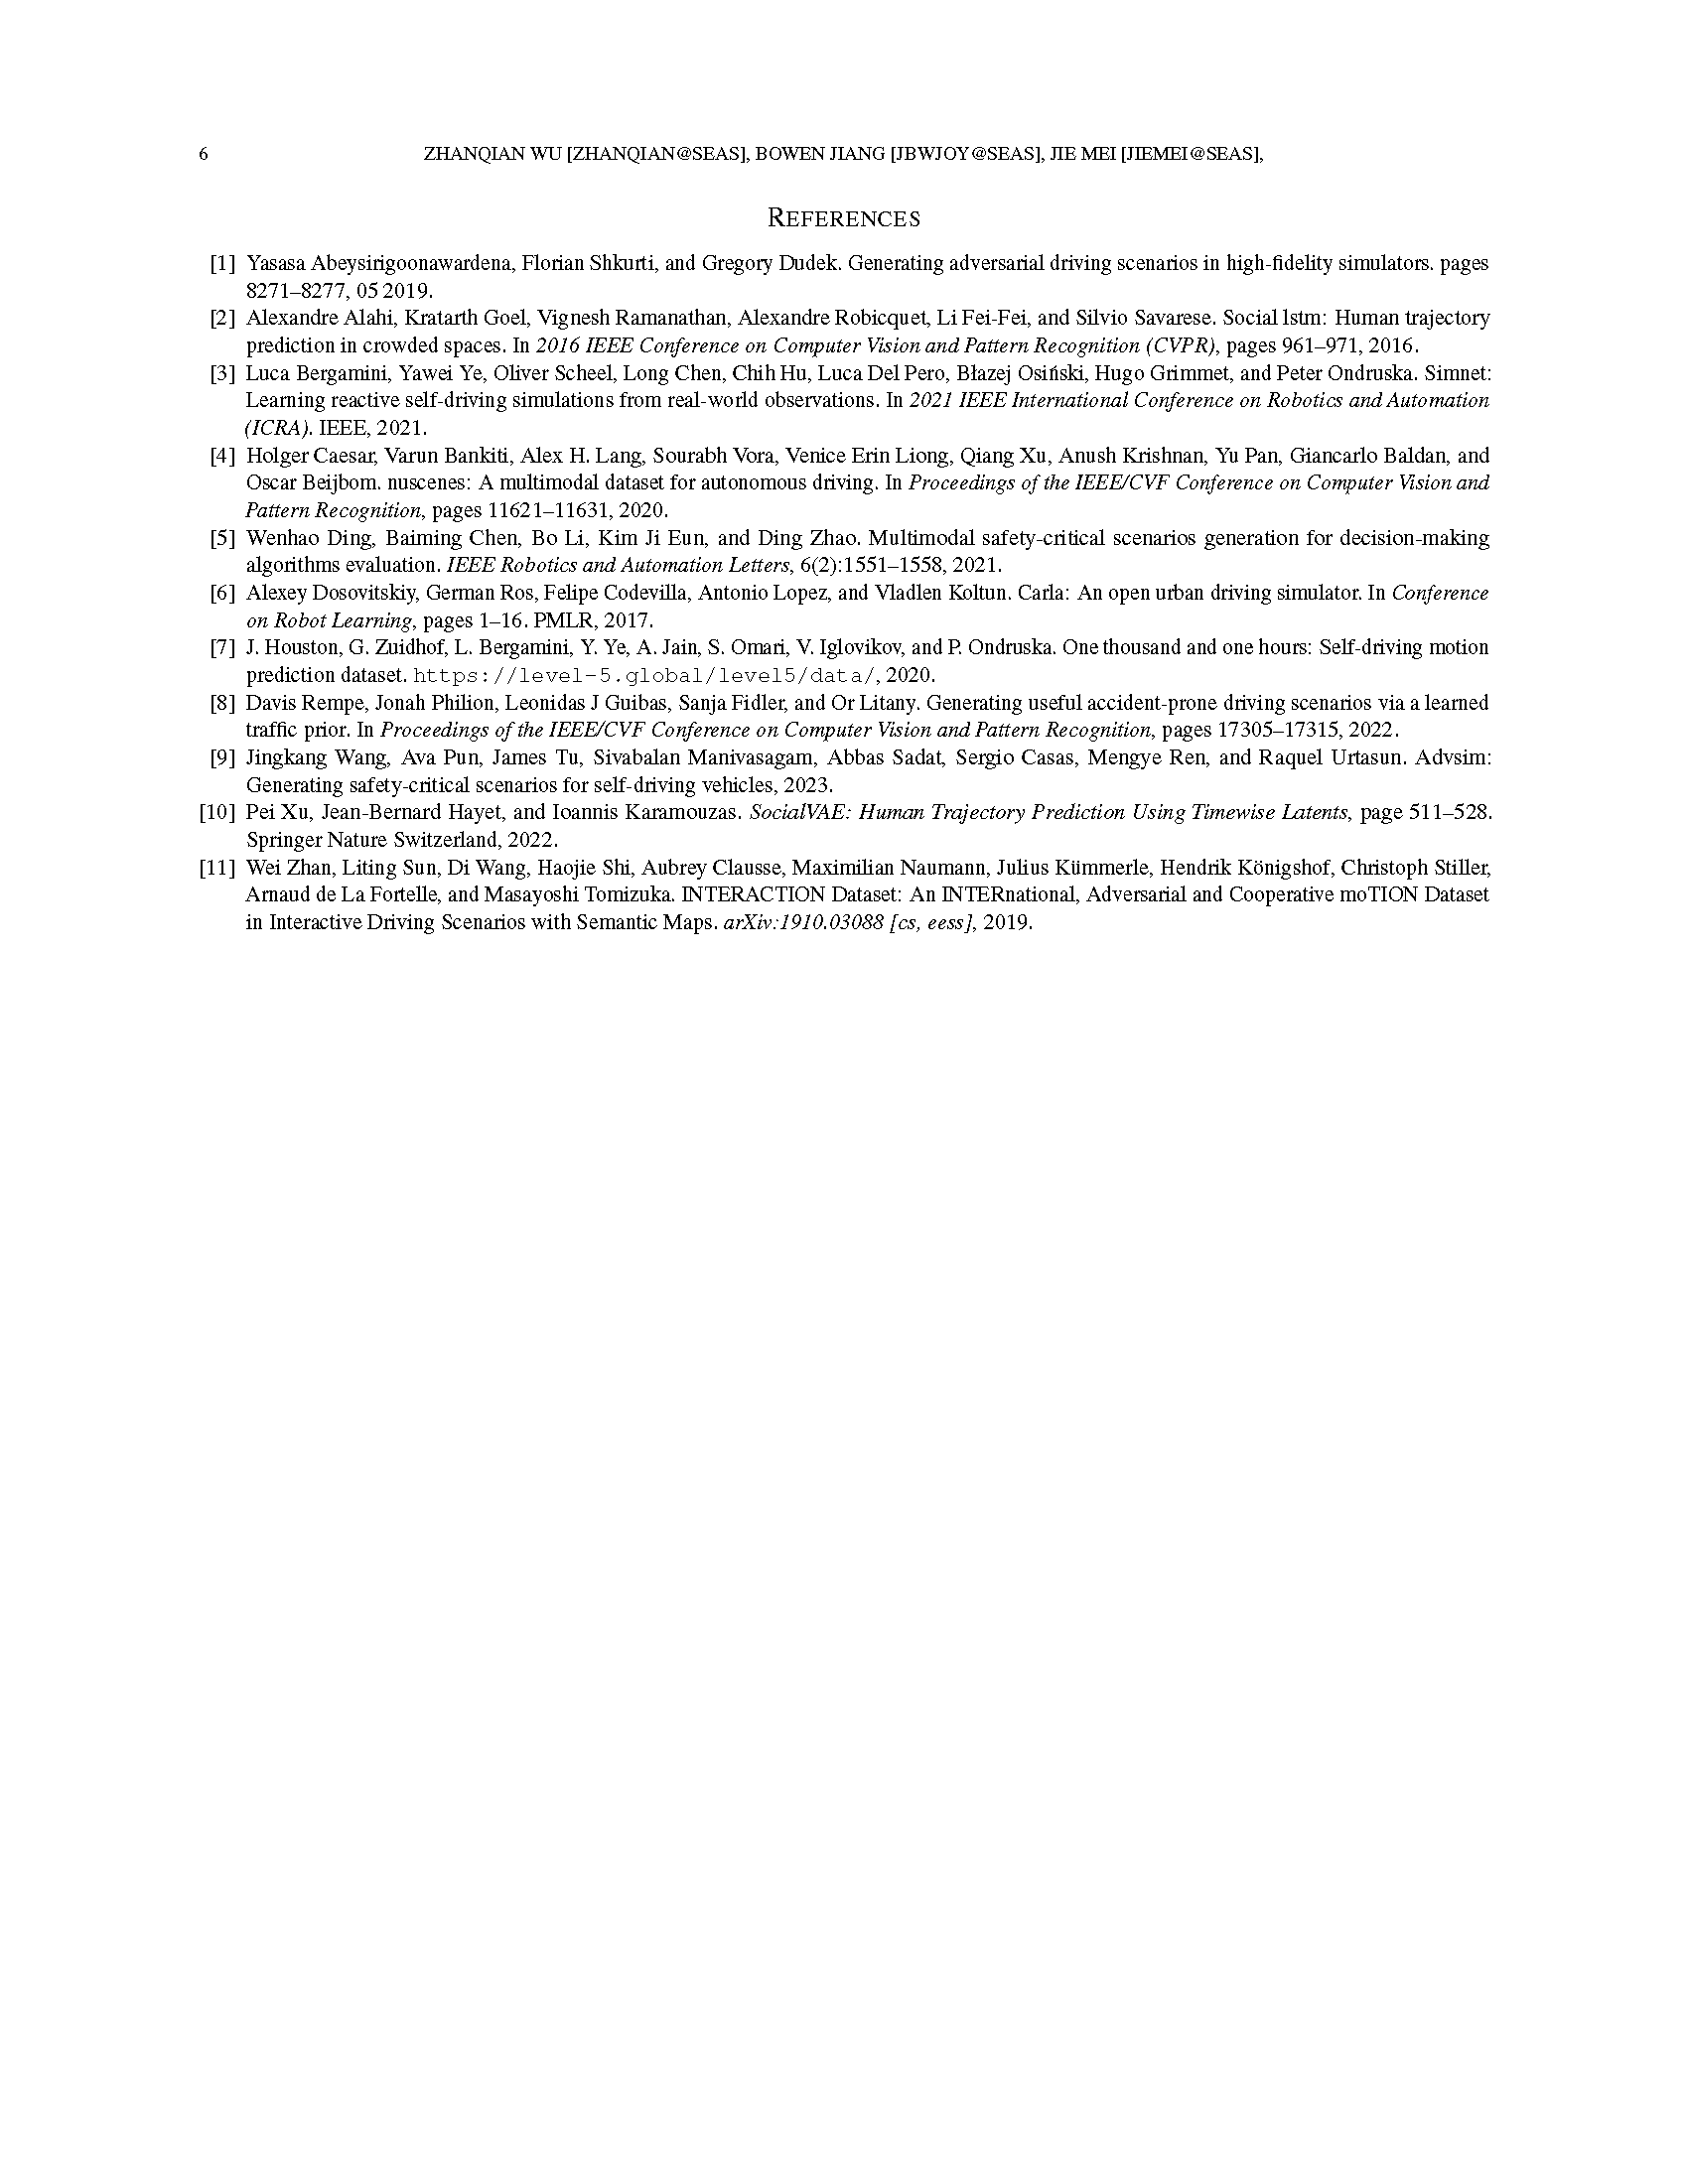 6 ZHANQIAN WU [ZHANQIAN@SEAS], BOWEN JIANG [JBWJOY@SEAS], JIE MEI [JIEMEI@SEAS],
REFERENCES
[1] Yasasa Abeysirigoonawardena, Florian Shkurti, and Gregory Dudek. Generating adversarial driving scenarios in high-fidelity simulators. pages
8271–8277, 05 2019.
[2] Alexandre Alahi, Kratarth Goel, Vignesh Ramanathan, Alexandre Robicquet, Li Fei-Fei, and Silvio Savarese. Social lstm: Human trajectory
prediction in crowded spaces. In 2016 IEEE Conference on Computer Vision and Pattern Recognition (CVPR), pages 961–971, 2016.
[3] Luca Bergamini, Yawei Ye, Oliver Scheel, Long Chen, Chih Hu, Luca Del Pero, Błazej Osiński, Hugo Grimmet, and Peter Ondruska. Simnet:
Learning reactive self-driving simulations from real-world observations. In 2021 IEEE International Conference on Robotics and Automation
(ICRA). IEEE, 2021.
[4] Holger Caesar, Varun Bankiti, Alex H. Lang, Sourabh Vora, Venice Erin Liong, Qiang Xu, Anush Krishnan, Yu Pan, Giancarlo Baldan, and
Oscar Beijbom. nuscenes: A multimodal dataset for autonomous driving. In Proceedings of the IEEE/CVF Conference on Computer Vision and
Pattern Recognition, pages 11621–11631, 2020.
[5] Wenhao Ding, Baiming Chen, Bo Li, Kim Ji Eun, and Ding Zhao. Multimodal safety-critical scenarios generation for decision-making
algorithms evaluation. IEEE Robotics and Automation Letters, 6(2):1551–1558, 2021.
[6] Alexey Dosovitskiy, German Ros, Felipe Codevilla, Antonio Lopez, and Vladlen Koltun. Carla: An open urban driving simulator. In Conference
on Robot Learning, pages 1–16. PMLR, 2017.
[7] J. Houston, G. Zuidhof, L. Bergamini, Y. Ye, A. Jain, S. Omari, V. Iglovikov, and P. Ondruska. One thousand and one hours: Self-driving motion
prediction dataset. https://level-5.global/level5/data/, 2020.
[8] Davis Rempe, Jonah Philion, Leonidas J Guibas, Sanja Fidler, and Or Litany. Generating useful accident-prone driving scenarios via a learned
traffic prior. In Proceedings of the IEEE/CVF Conference on Computer Vision and Pattern Recognition, pages 17305–17315, 2022.
[9] Jingkang Wang, Ava Pun, James Tu, Sivabalan Manivasagam, Abbas Sadat, Sergio Casas, Mengye Ren, and Raquel Urtasun. Advsim:
Generating safety-critical scenarios for self-driving vehicles, 2023.
[10] Pei Xu, Jean-Bernard Hayet, and Ioannis Karamouzas. SocialVAE: Human Trajectory Prediction Using Timewise Latents, page 511–528.
Springer Nature Switzerland, 2022.
[11] Wei Zhan, Liting Sun, Di Wang, Haojie Shi, Aubrey Clausse, Maximilian Naumann, Julius Kümmerle, Hendrik Königshof, Christoph Stiller,
Arnaud de La Fortelle, and Masayoshi Tomizuka. INTERACTION Dataset: An INTERnational, Adversarial and Cooperative moTION Dataset
in Interactive Driving Scenarios with Semantic Maps. arXiv:1910.03088 [cs, eess], 2019.